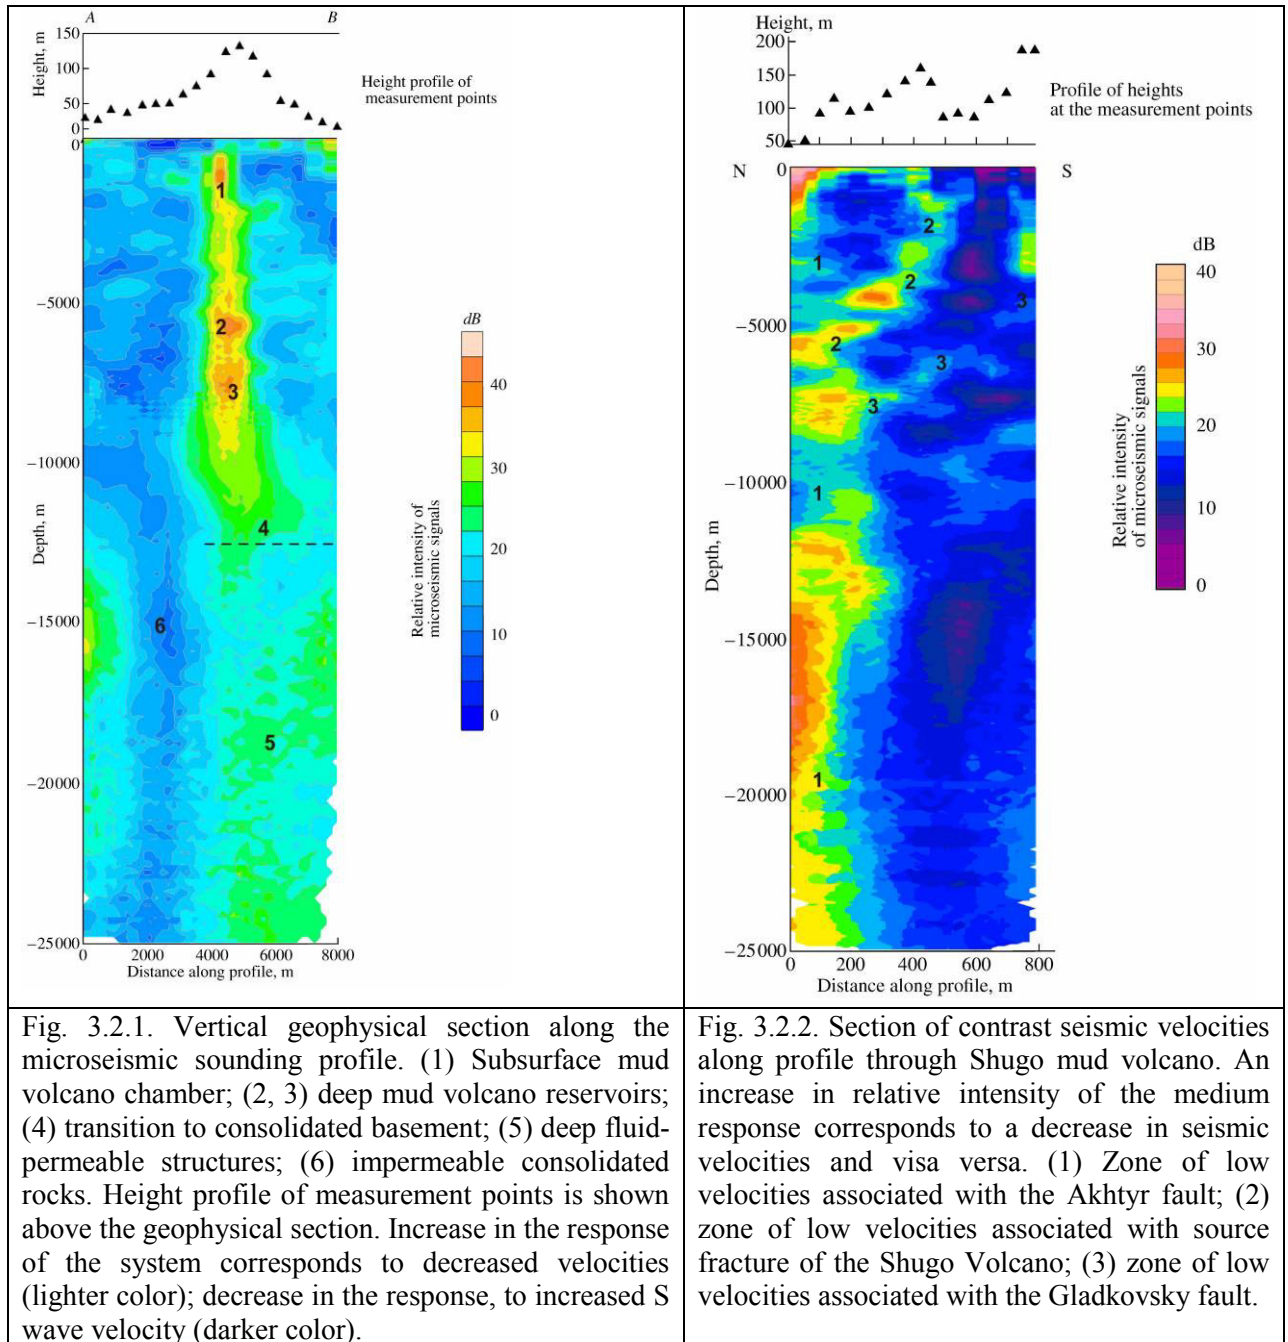 A
B
Height, m
150
100
50
0
Height profile of
measurement points
0
1
2
3
4
5
6
−5000
−10000
−15000
−20000
−25000
Depth, m
0
2000
4000
6000
8000
Distance along profile, m
dB
40
30
20
10
0
Relative intensity of
microseismic signals
Height, m
200
150
100
50
Profile of heights
at the measurement points
N
S
0
1
2
2
3
2
3
3
1
1
−5000
−10000
−15000
−20000
−25000
Depth, m
0
200
400
600
800
Distance along profile, m
dB
40
30
20
10
0
Relative intensity
of microseismic signals
Fig. 3.2.1. Vertical geophysical section along the
microseismic sounding profile. (1) Subsurface mud
volcano chamber; (2, 3) deep mud volcano reservoirs;
(4) transition to consolidated basement; (5) deep fluid-
permeable structures; (6) impermeable consolidated
rocks. Height profile of measurement points is shown
above the geophysical section. Increase in the response
of the system corresponds to decreased velocities
(lighter color); decrease in the response, to increased S
wave velocity (darker color).
Fig. 3.2.2. Section of contrast seismic velocities
along profile through Shugo mud volcano. An
increase in relative intensity of the medium
response corresponds to a decrease in seismic
velocities and visa versa. (1) Zone of low
velocities associated with the Akhtyr fault; (2)
zone of low velocities associated with source
fracture of the Shugo Volcano; (3) zone of low
velocities associated with the Gladkovsky fault.